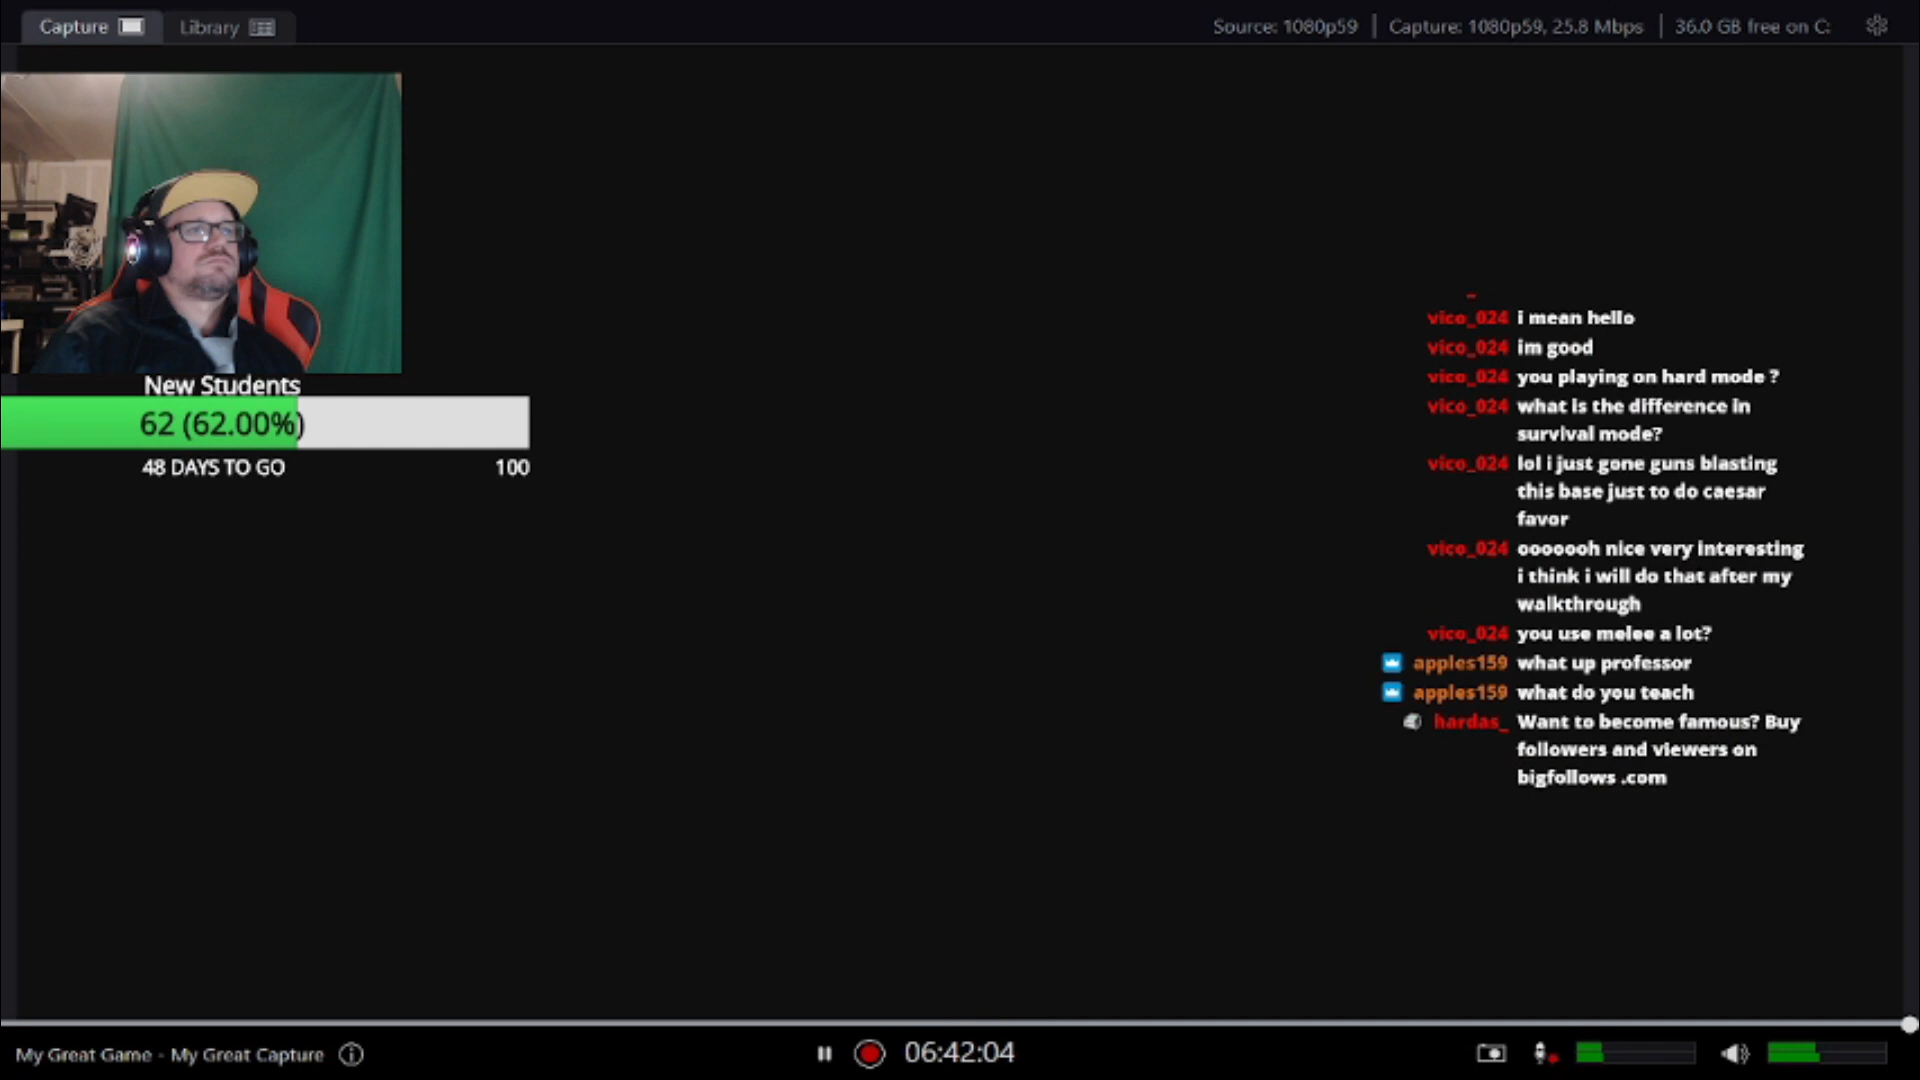 Capture
Library
Source: 1080p59
Capture: 1080p59, 25.8 Mbps
36.0 GB free on C:
New Students
62 (62.00%)
48 DAYS TO GO
100
vico_024 i mean hello
vico_024 im good
vico_024 you playing on hard mode ?
vico_024 what is the difference in
survival mode?
vico_024 lol i just gone guns blasting
this base just to do caesar
favor
vico_024 ooooooh nice very interesting
i think i will do that after my
walkthrough
vico_024 you use melee a lot?
apples159 what up professor
apples159 what do you teach
hardas_ Want to become famous? Buy
followers and viewers on
bigfollows .com
My Great Game - My Great Capture
06:42:04